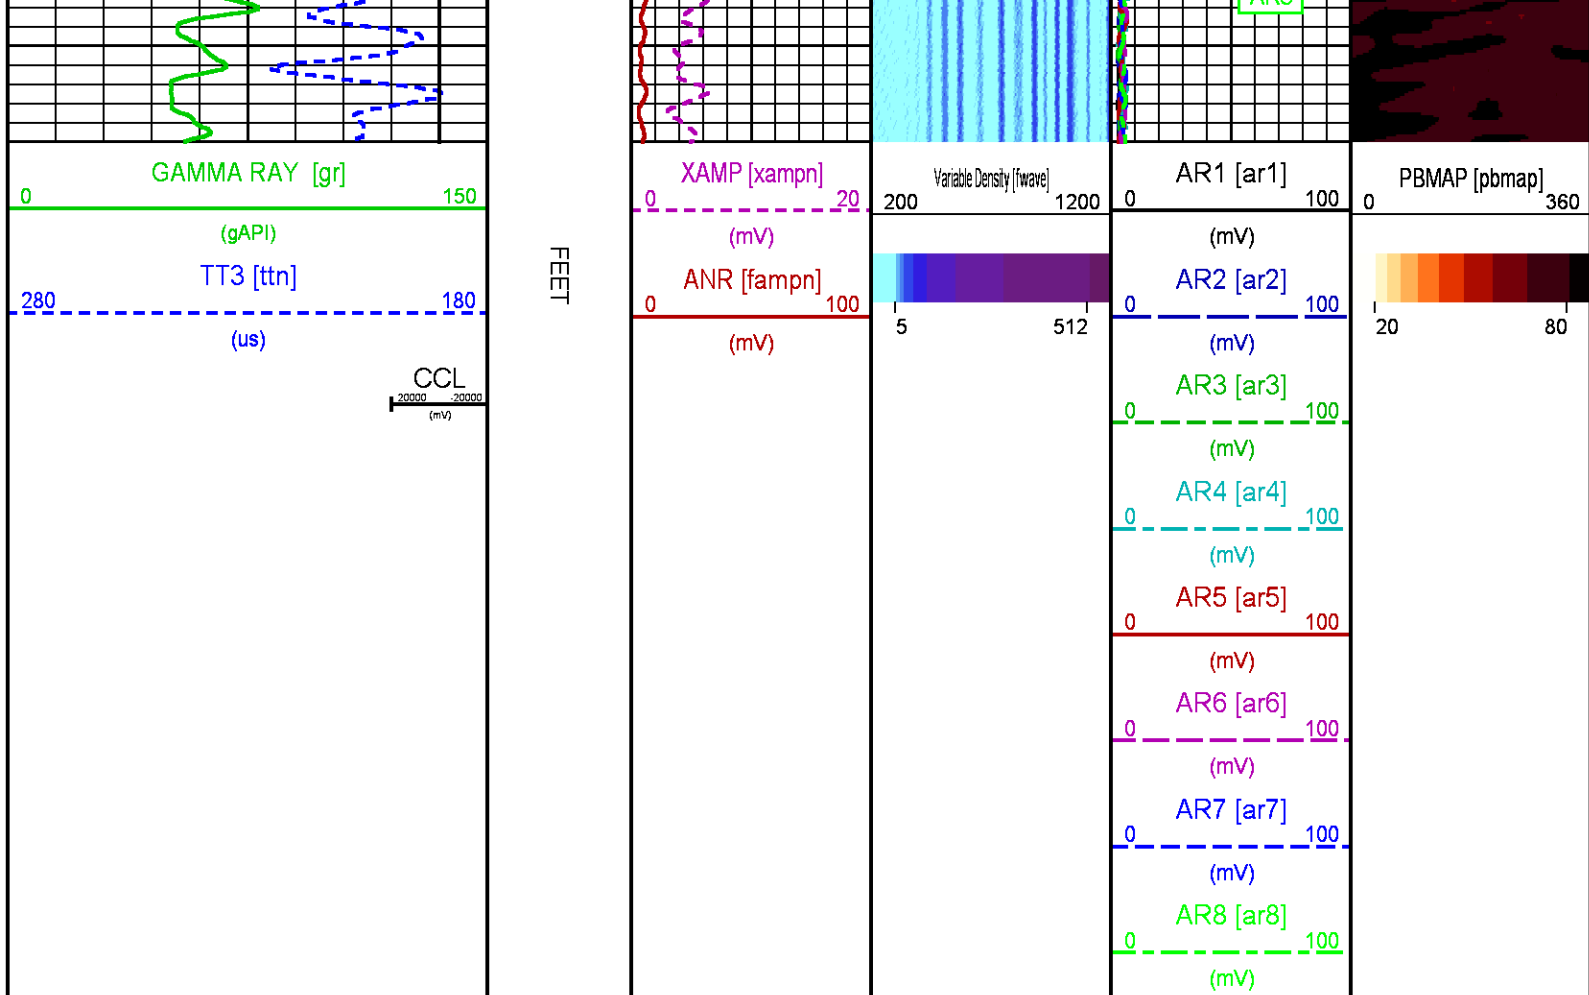 GAMMA RAY [gr]
0 150
(gAPI)
TT3 [ttn]
280 180
(us)
CCL
20000 -20000
(mV)
FEET
XAMP [xampn]
0 20
(mV)
ANR [fampn]
0 100
(mV)
Variable Density [fwave]
200 1200
5 512
AR1 [ar1]
0 100
(mV)
AR2 [ar2]
0 100
(mV)
AR3 [ar3]
0 100
(mV)
AR4 [ar4]
0 100
(mV)
AR5 [ar5]
0 100
(mV)
AR6 [ar6]
0 100
(mV)
AR7 [ar7]
0 100
(mV)
AR8 [ar8]
0 100
(mV)
PBMAP [pbmap]
0 360
20 80